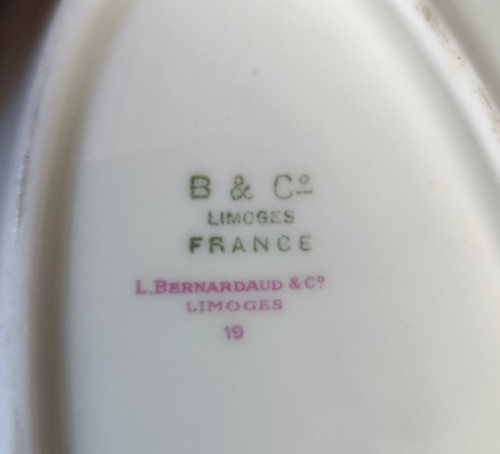 B & Cº
LIMOGES
FRANCE
L. BERNARDAUD & Cº
LIMOGES
19